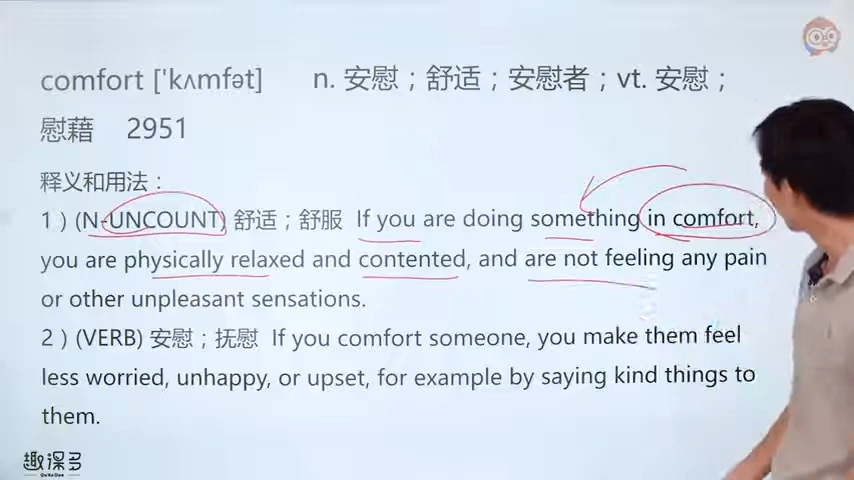 comfort ['kʌmfət] n. 安慰；舒适；安慰者；vt. 安慰；
慰藉 2951
释义和用法：
1）(N-UNCOUNT) 舒适；舒服 If you are doing something in comfort,
you are physically relaxed and contented, and are not feeling any pain
or other unpleasant sensations.
2）(VERB) 安慰；抚慰 If you comfort someone, you make them feel
less worried, unhappy, or upset, for example by saying kind things to
them.
趣课多
QuKeDuo